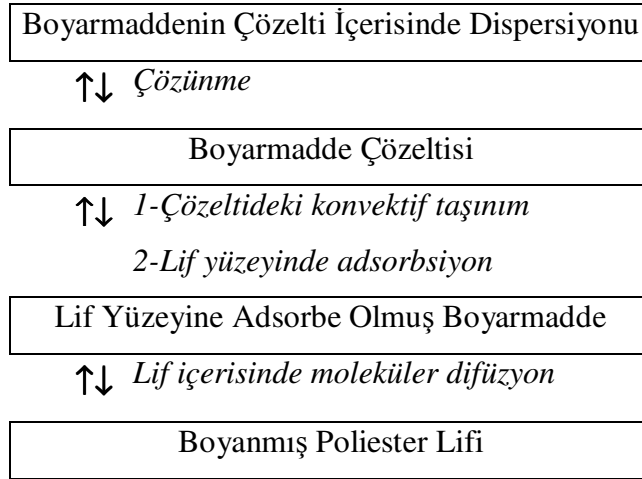 Boyarmaddenin Çözelti İçerisinde Dispersiyonu
↑↓ Çözünme
Boyarmadde Çözeltisi
↑↓ 1-Çözeltideki konvektif taşınım
2-Lif yüzeyinde adsorbsiyon
Lif Yüzeyine Adsorbe Olmuş Boyarmadde
↑↓ Lif içerisinde moleküler difüzyon
Boyanmış Poliester Lifi